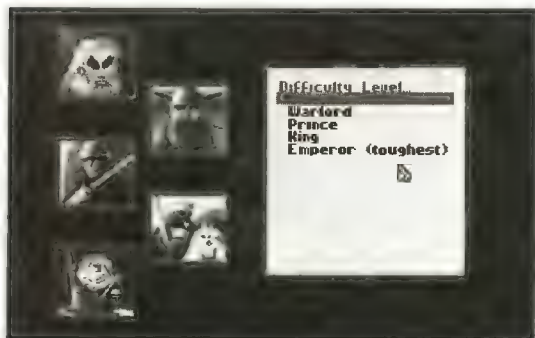 Difficulty Level...
Warlord
Prince
King
Emperor (toughest)